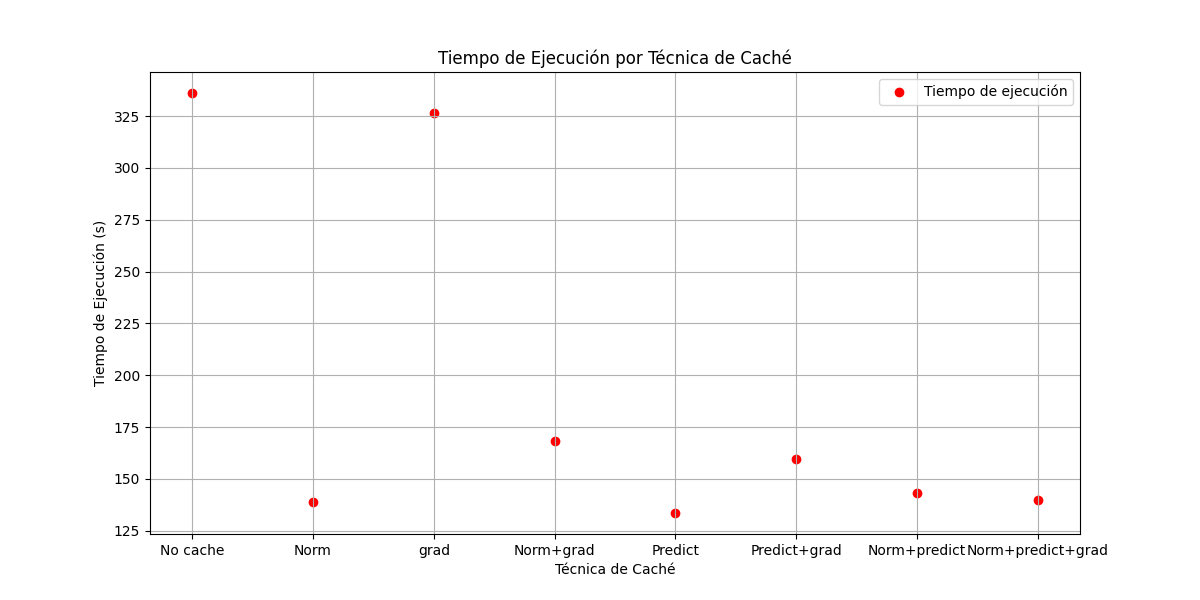 Tiempo de Ejecución por Técnica de Caché
Tiempo de ejecución
Tiempo de Ejecución (s)
325
300
275
250
225
200
175
150
125
No cache Norm grad Norm+grad Predict Predict+grad Norm+predict Norm+predict+grad
Técnica de Caché